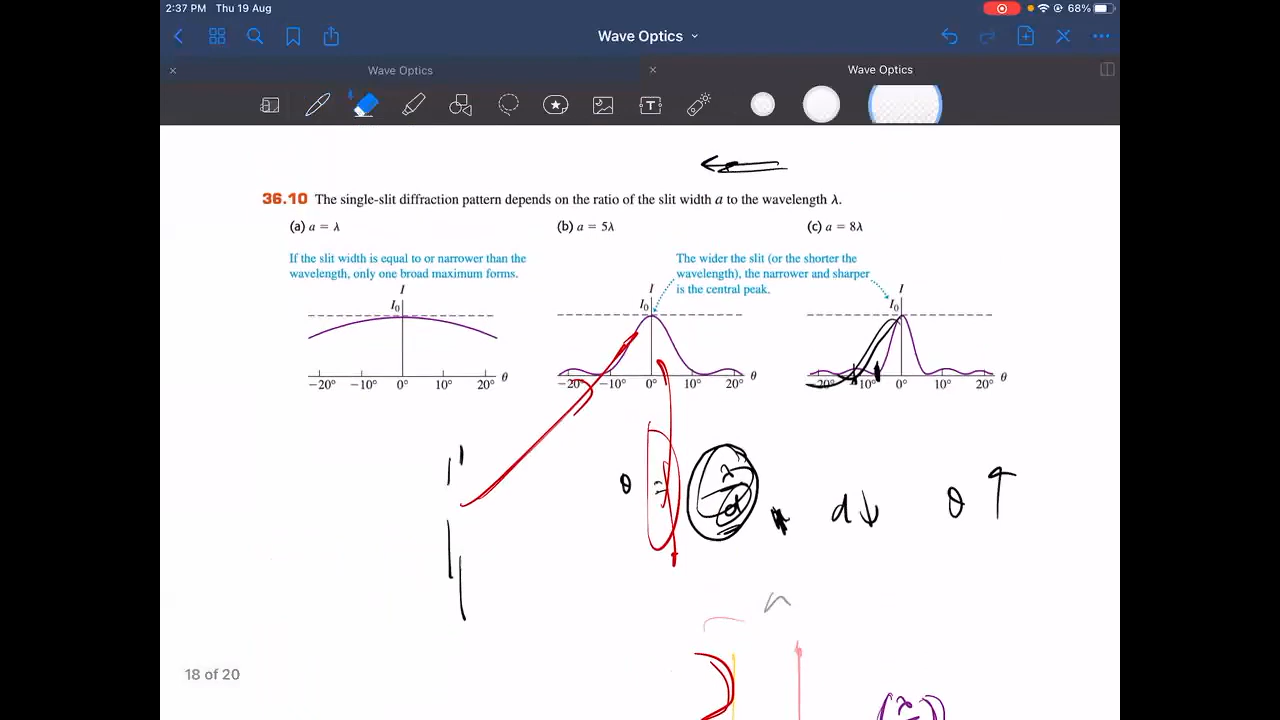 2:37 PM Thu 19 Aug
68%
Wave Optics
Wave Optics
Wave Optics
36.10 The single-slit diffraction pattern depends on the ratio of the slit width a to the wavelength λ.
(a) a = λ
(b) a = 5λ
(c) a = 8λ
If the slit width is equal to or narrower than the
wavelength, only one broad maximum forms.
The wider the slit (or the shorter the
wavelength), the narrower and sharper
is the central peak.
I
I0
−20° −10° 0° 10° 20° θ
I
I0
−20° −10° 0° 10° 20° θ
I
I0
20° 10° 0° 10° 20° θ
θ = λ/d
d↓
θ ↑
18 of 20